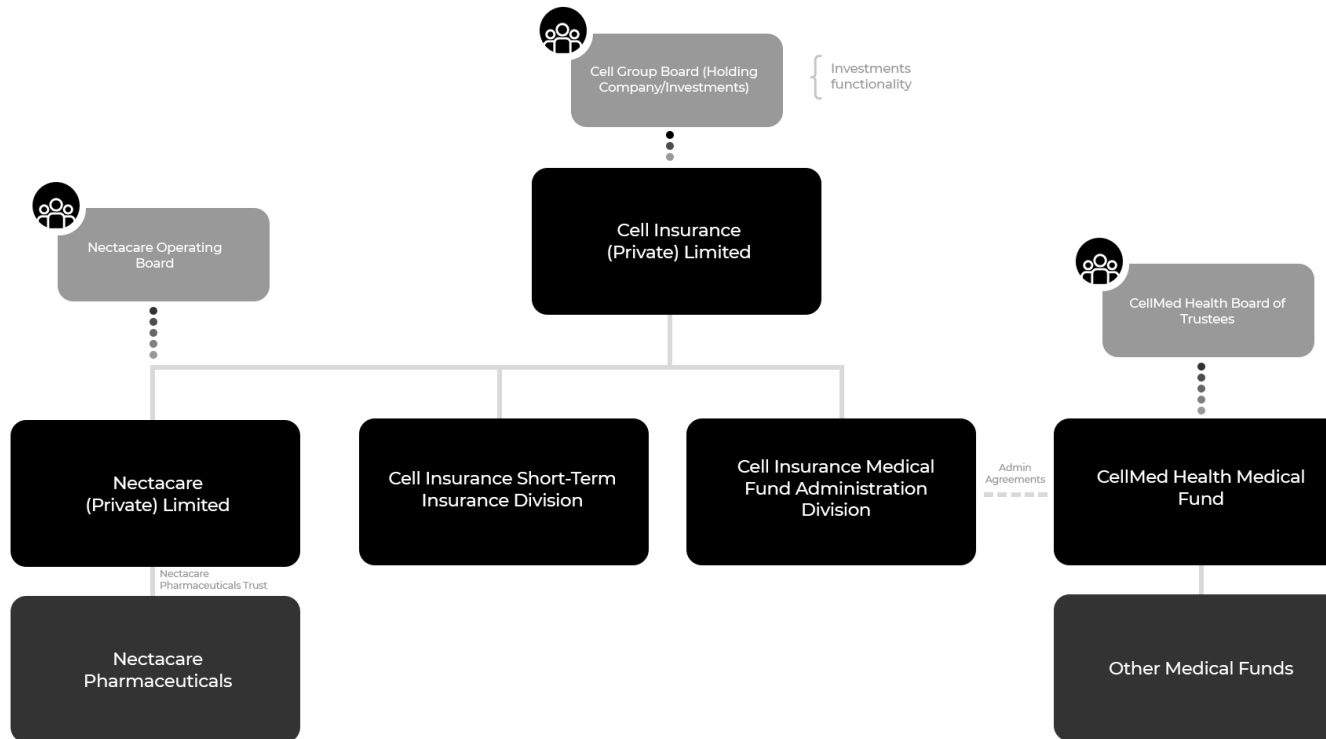 Cell Group Board (Holding
Company/Investments)
Investments
functionality
Cell Insurance
(Private) Limited
Nectacare Operating
Board
CellMed Health Board of
Trustees
Nectacare
(Private) Limited
Cell Insurance Short-Term
Insurance Division
Cell Insurance Medical
Fund Administration
Division
Admin
Agreements
CellMed Health Medical
Fund
Nectacare
Pharmaceuticals Trust
Nectacare
Pharmaceuticals
Other Medical Funds